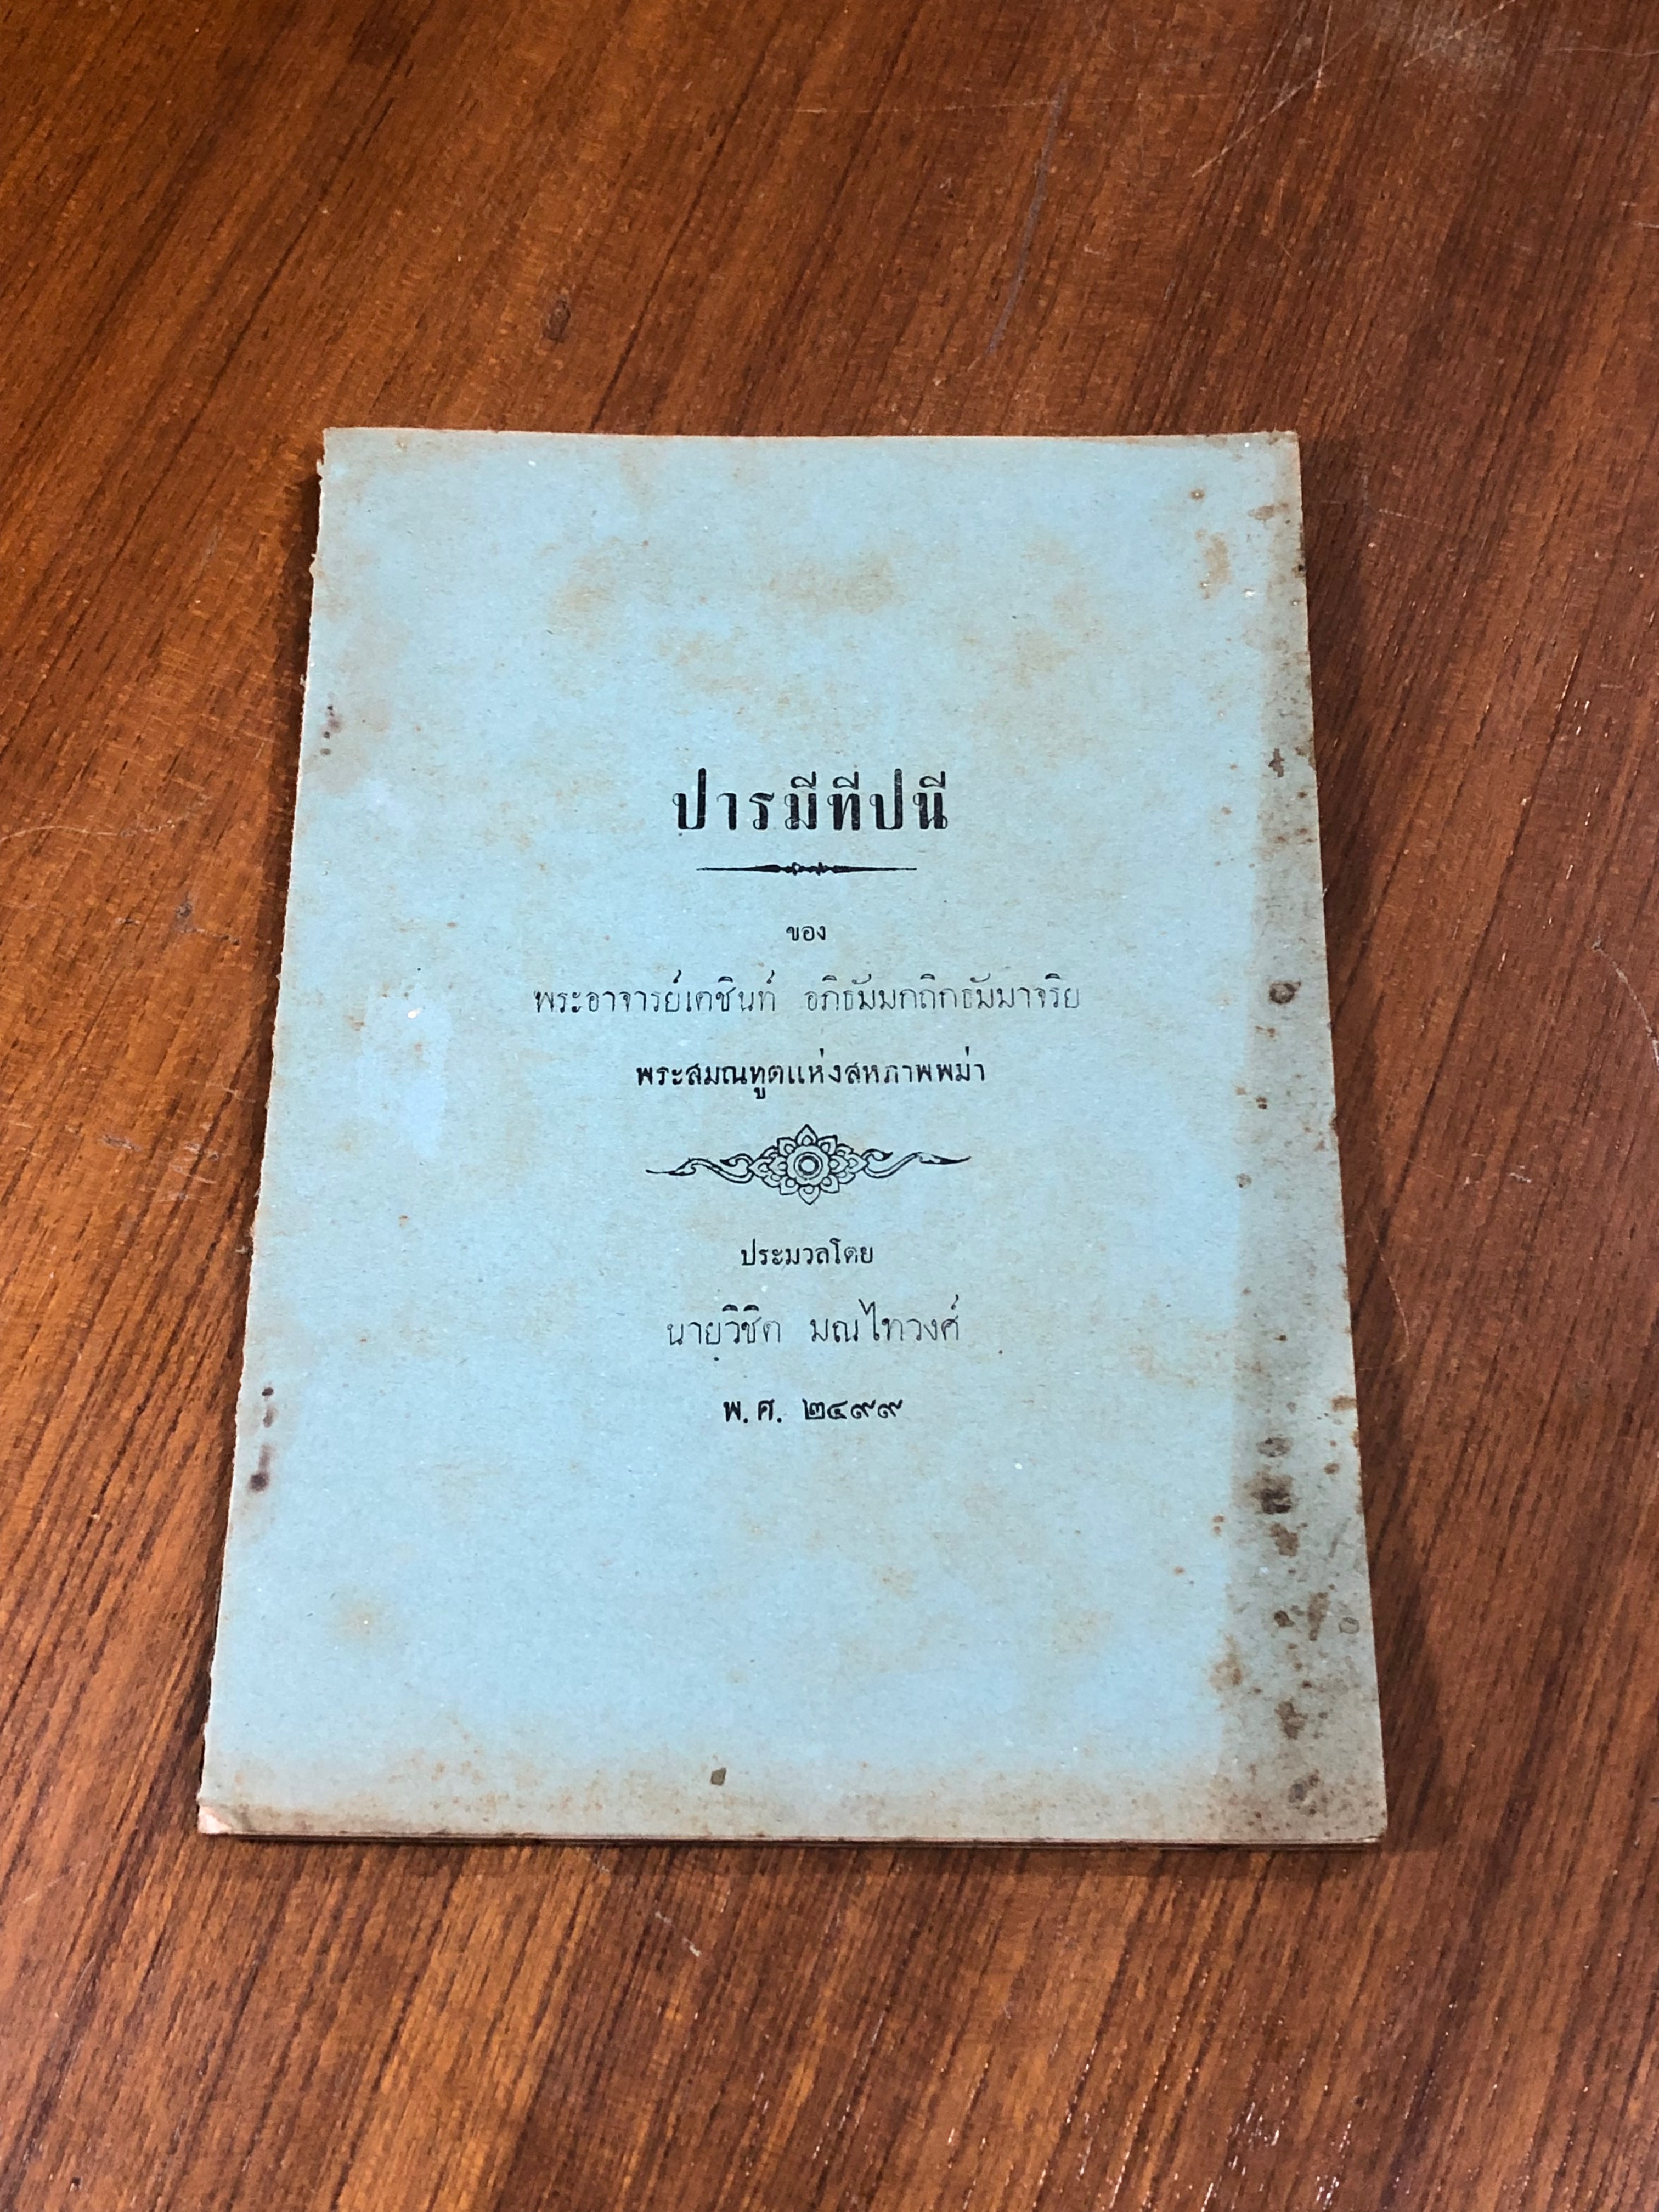 ปารมีทีปนี
ของ
พระอาจารย์เตชินท์ อภิธัมมกถิกธัมมาจริย
พระสมณทูตแห่งสหภาพพม่า
ประมวลโดย
นายวิชิต มณไทวงศ์
พ.ศ. ๒๔๙๙